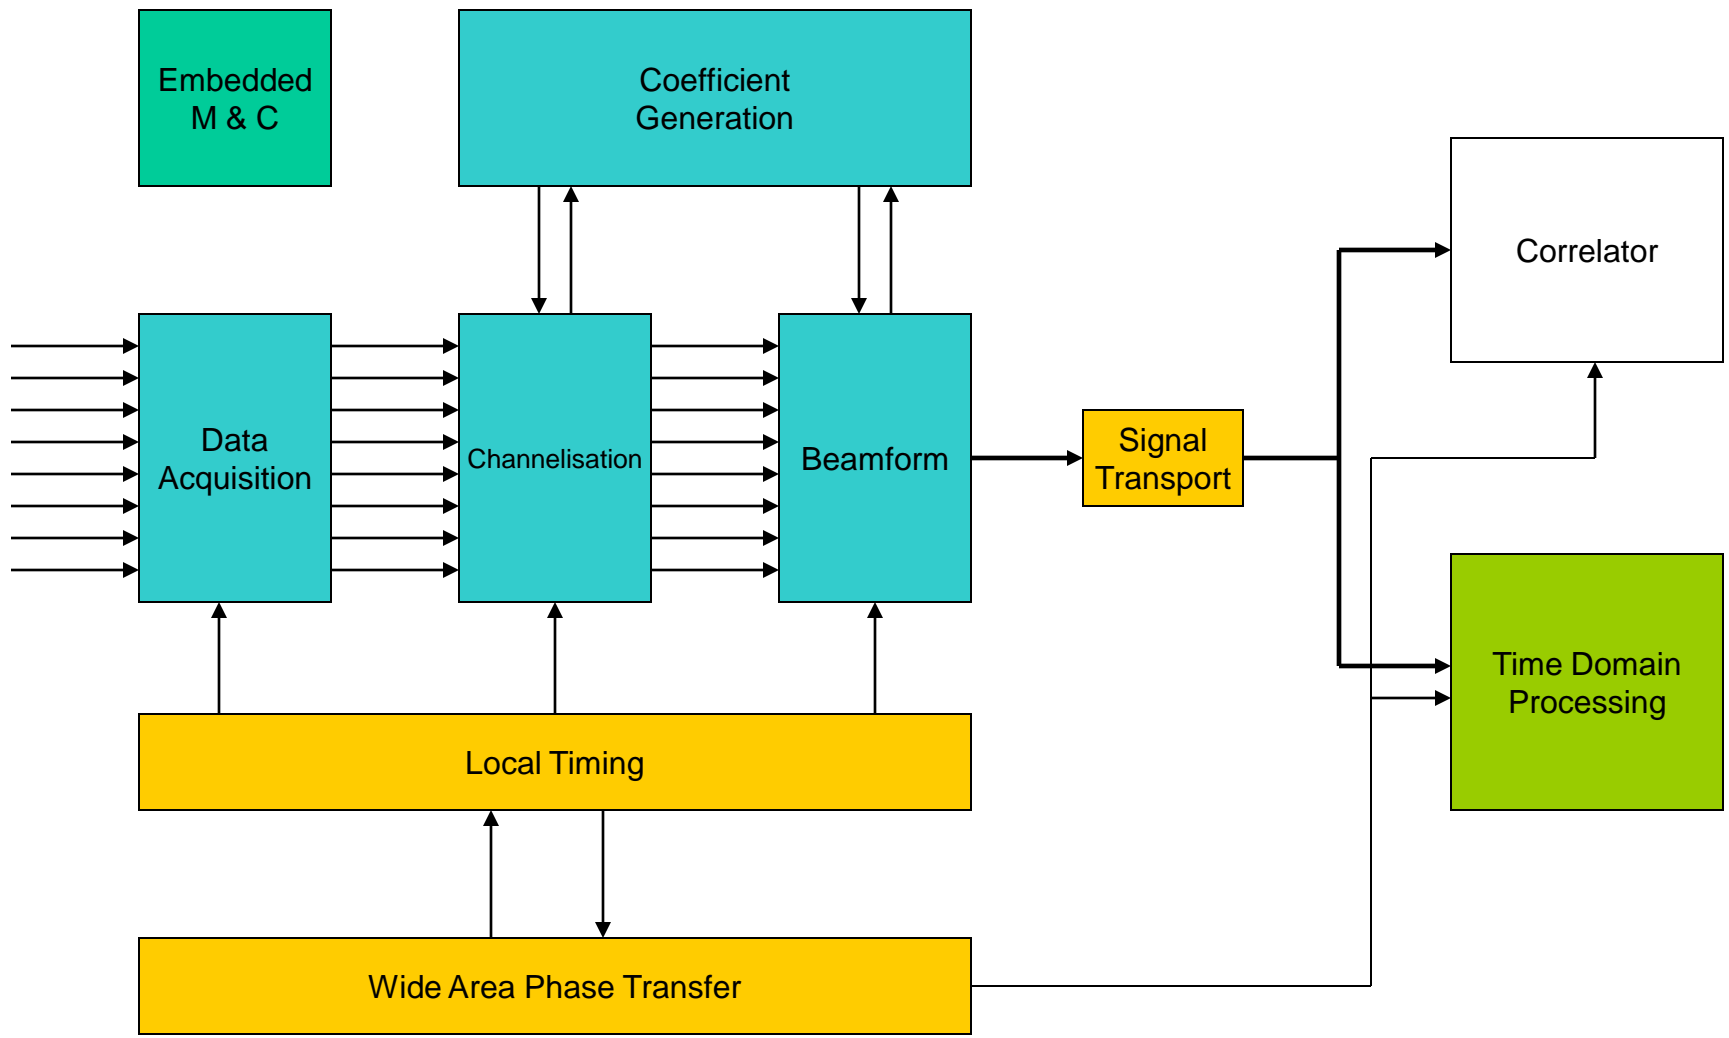 Embedded
M & C
Coefficient
Generation
Correlator
Data
Acquisition
Channelisation
Beamform
Signal
Transport
Time Domain
Processing
Local Timing
Wide Area Phase Transfer